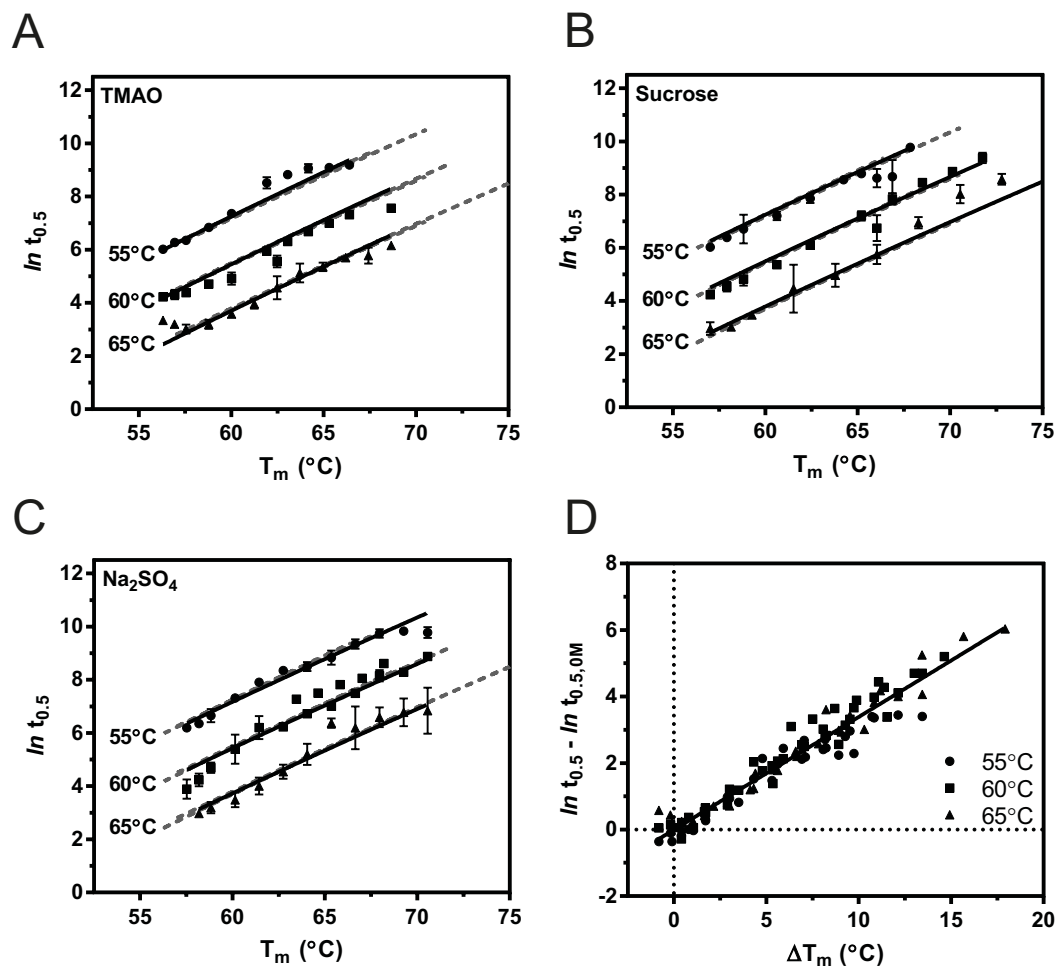 A
TMAO
ln t0.5
12
10
8
6
4
2
0
55°C
60°C
65°C
55 60 65 70 75
Tm (°C)
B
Sucrose
ln t0.5
12
10
8
6
4
2
0
55°C
60°C
65°C
55 60 65 70 75
Tm (°C)
C
Na2SO4
ln t0.5
12
10
8
6
4
2
0
55°C
60°C
65°C
55 60 65 70 75
Tm (°C)
D
ln t0.5 - ln t0.5,0M
8
6
4
2
0
-2
55°C
60°C
65°C
0 5 10 15 20
ΔTm (°C)